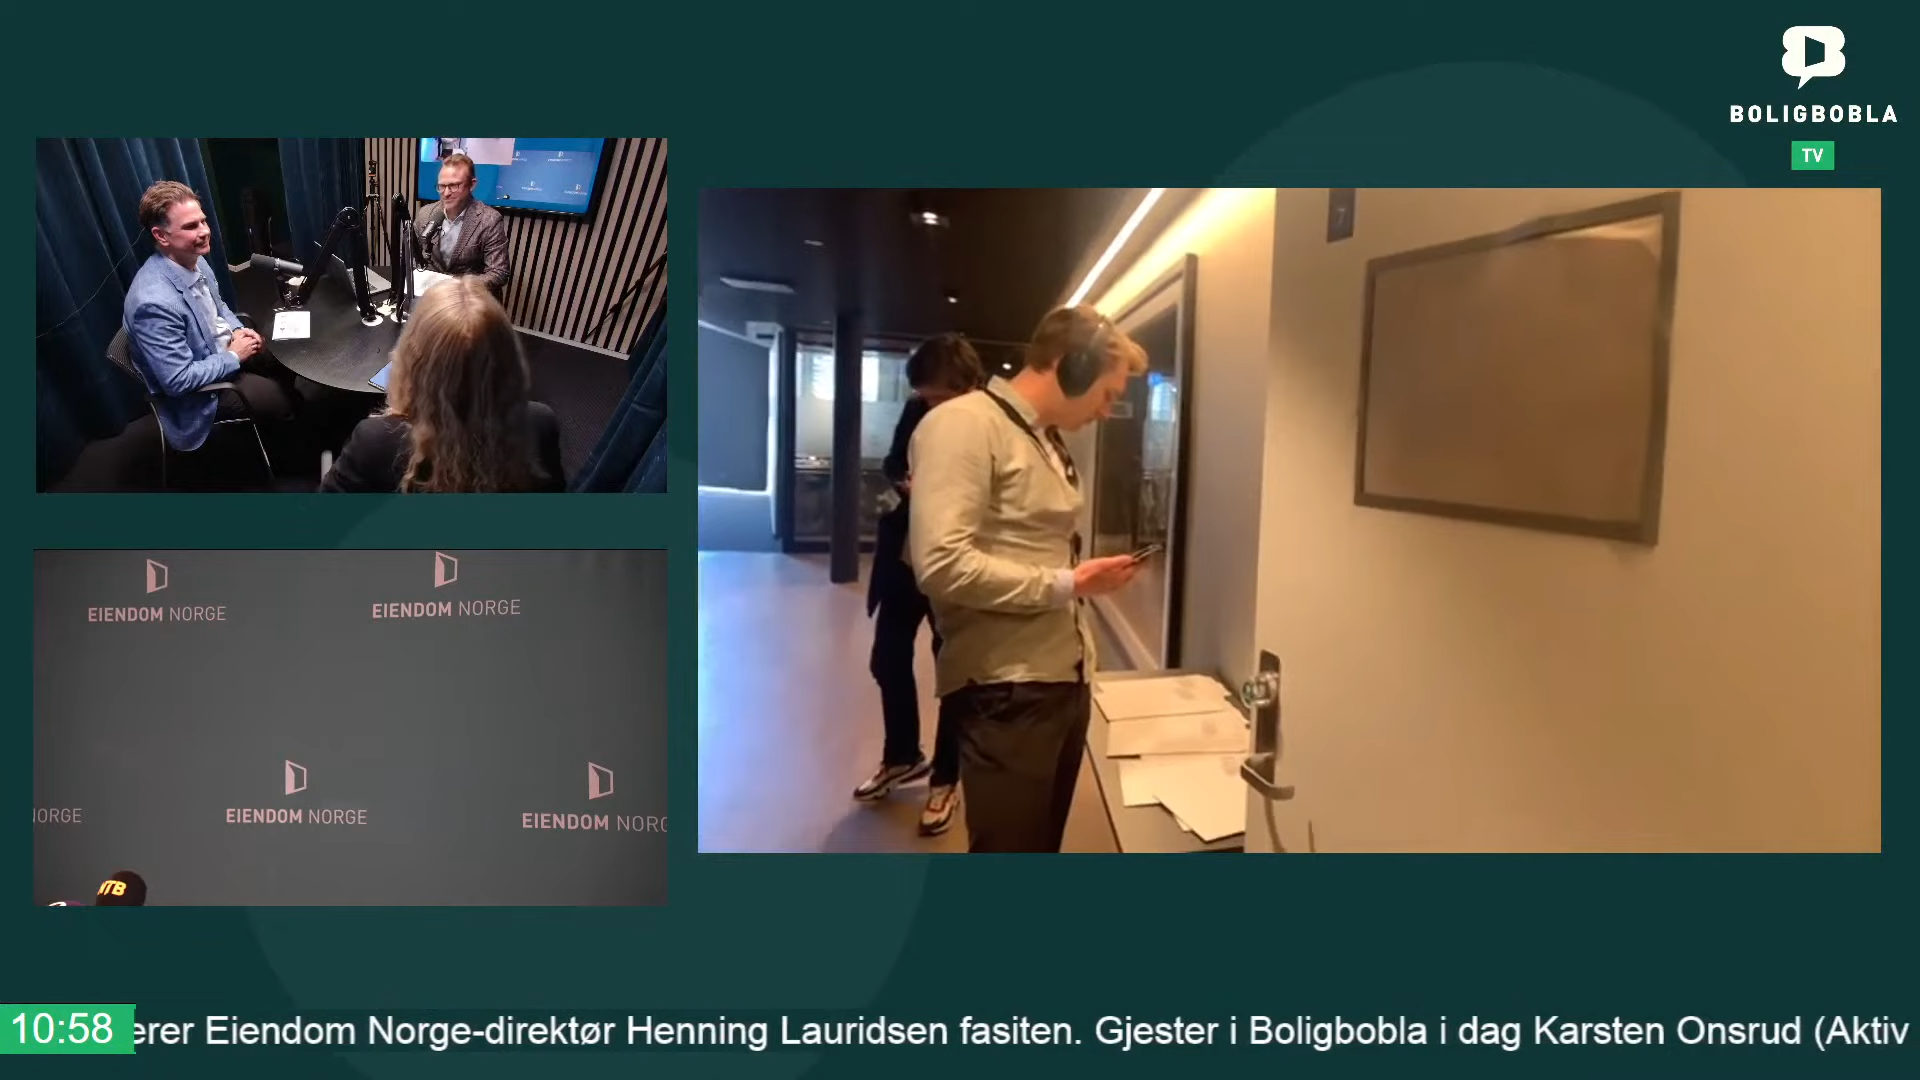 BOLIGBOBLA
TV
EIENDOM NORGE
EIENDOM NORGE
EIENDOM NORGE
EIENDOM NORG
NTB
10:58
erer Eiendom Norge-direktør Henning Lauridsen fasiten. Gjester i Boligbobla i dag Karsten Onsrud (Aktiv